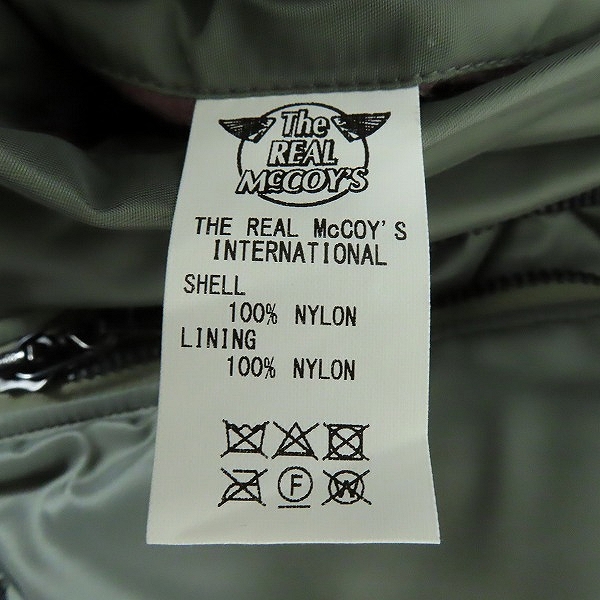 The
REAL
McCOY'S
THE REAL McCOY'S
INTERNATIONAL
SHELL
100% NYLON
LINING
100% NYLON
F W